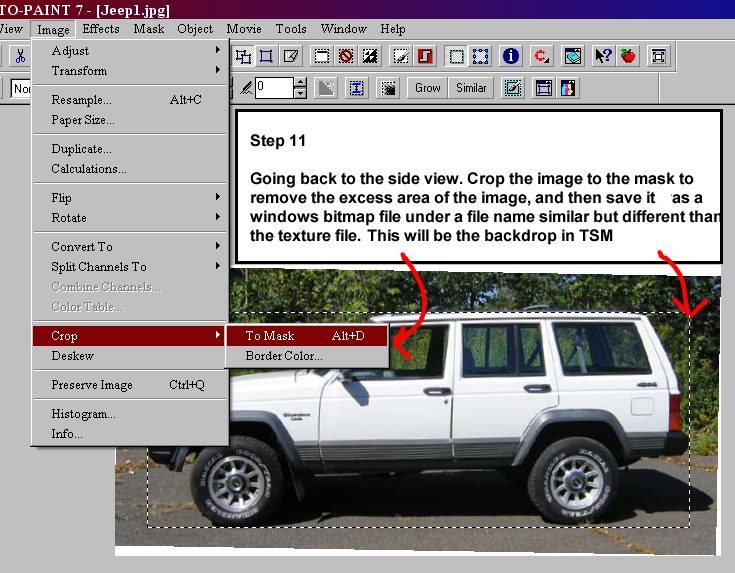 TO-PAINT 7 - [Jeep1.jpg]
View Image Effects Mask Object Movie Tools Window Help
0
Grow Similar
Adjust
Transform
Resample... Alt+C
Paper Size...
Duplicate...
Calculations...
Flip
Rotate
Convert To
Split Channels To
Combine Channels...
Color Table...
Crop
Deskew
Preserve Image Ctrl+Q
Histogram...
Info...
To Mask Alt+D
Border Color...
Step 11
Going back to the side view. Crop the image to the mask to
remove the excess area of the image, and then save it as a
windows bitmap file under a file name similar but different than
the texture file. This will be the backdrop in TSM